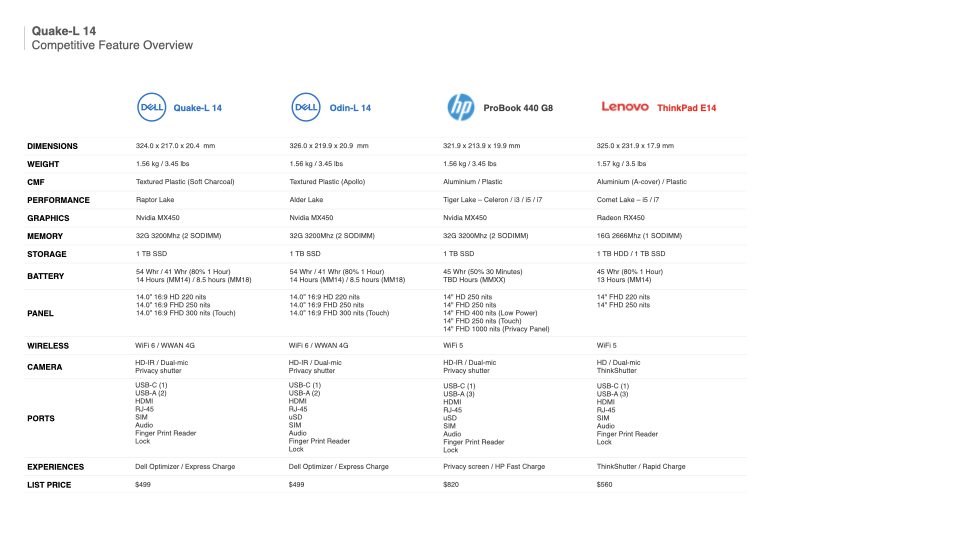 Quake-L 14
Competitive Feature Overview
DELL Quake-L 14 DELL Odin-L 14 hp ProBook 440 G8 Lenovo ThinkPad E14
DIMENSIONS 324.0 x 217.0 x 20.4 mm 326.0 x 219.9 x 20.9 mm 321.9 x 213.9 x 19.9 mm 325.0 x 231.9 x 17.9 mm
WEIGHT 1.56 kg / 3.45 lbs 1.56 kg / 3.45 lbs 1.56 kg / 3.45 lbs 1.57 kg / 3.5 lbs
CMF Textured Plastic (Soft Charcoal) Textured Plastic (Apollo) Aluminium / Plastic Aluminium (A-cover) / Plastic
PERFORMANCE Raptor Lake Alder Lake Tiger Lake – Celeron / i3 / i5 / i7 Comet Lake – i5 / i7
GRAPHICS Nvidia MX450 Nvidia MX450 Nvidia MX450 Radeon RX450
MEMORY 32G 3200Mhz (2 SODIMM) 32G 3200Mhz (2 SODIMM) 32G 3200Mhz (2 SODIMM) 16G 2666Mhz (1 SODIMM)
STORAGE 1 TB SSD 1 TB SSD 1 TB SSD 1 TB HDD / 1 TB SSD
BATTERY
54 Whr / 41 Whr (80% 1 Hour)
14 Hours (MM14) / 8.5 hours (MM18)
54 Whr / 41 Whr (80% 1 Hour)
14 Hours (MM14) / 8.5 hours (MM18)
45 Whr (50% 30 Minutes)
TBD Hours (MMXX)
45 Whr (80% 1 Hour)
13 Hours (MM14)
PANEL
14.0" 16:9 HD 220 nits
14.0" 16:9 FHD 250 nits
14.0" 16:9 FHD 300 nits (Touch)
14.0" 16:9 HD 220 nits
14.0" 16:9 FHD 250 nits
14.0" 16:9 FHD 300 nits (Touch)
14" HD 250 nits
14" FHD 250 nits
14" FHD 400 nits (Low Power)
14" FHD 250 nits (Touch)
14" FHD 1000 nits (Privacy Panel)
14" FHD 220 nits
14" FHD 250 nits
WIRELESS WiFi 6 / WWAN 4G WiFi 6 / WWAN 4G WiFi 5 WiFi 5
CAMERA
HD-IR / Dual-mic
Privacy shutter
HD-IR / Dual-mic
Privacy shutter
HD-IR / Dual-mic
Privacy shutter
HD / Dual-mic
ThinkShutter
PORTS
USB-C (1)
USB-A (2)
HDMI
RJ-45
SIM
Audio
Finger Print Reader
Lock
USB-C (1)
USB-A (2)
HDMI
RJ-45
uSD
SIM
Audio
Finger Print Reader
Lock
USB-C (1)
USB-A (3)
HDMI
RJ-45
uSD
SIM
Audio
Finger Print Reader
Lock
USB-C (1)
USB-A (3)
HDMI
RJ-45
SIM
Audio
Finger Print Reader
Lock
EXPERIENCES Dell Optimizer / Express Charge Dell Optimizer / Express Charge Privacy screen / HP Fast Charge ThinkShutter / Rapid Charge
LIST PRICE $499 $499 $820 $560